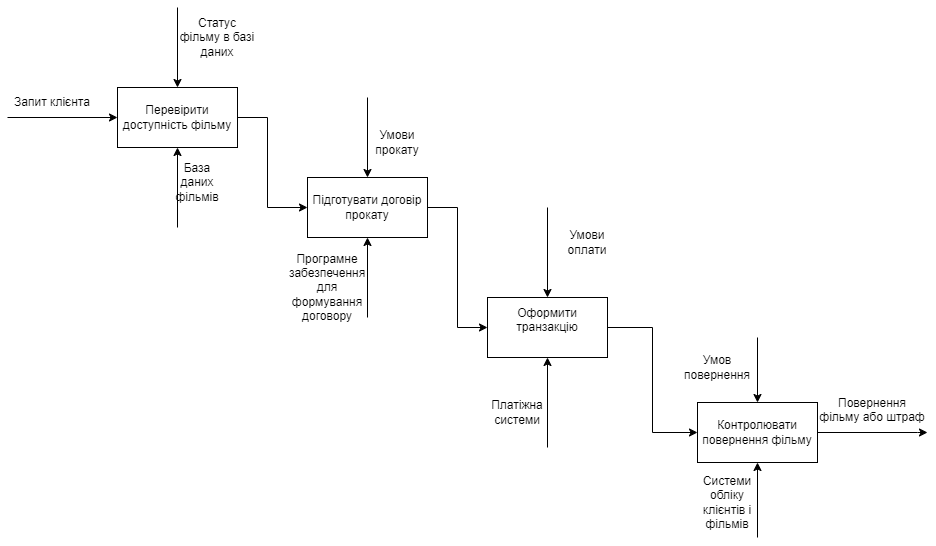 Статус
фільму в базі
даних
Запит клієнта
Перевірити
доступність фільму
База
даних
фільмів
Умови
прокату
Підготувати договір
прокату
Програмне
забезпечення
для
формування
договору
Умови
оплати
Оформити
транзакцію
Платіжна
системи
Умов
повернення
Контролювати
повернення фільму
Повернення
фільму або штраф
Системи
обліку
клієнтів і
фільмів